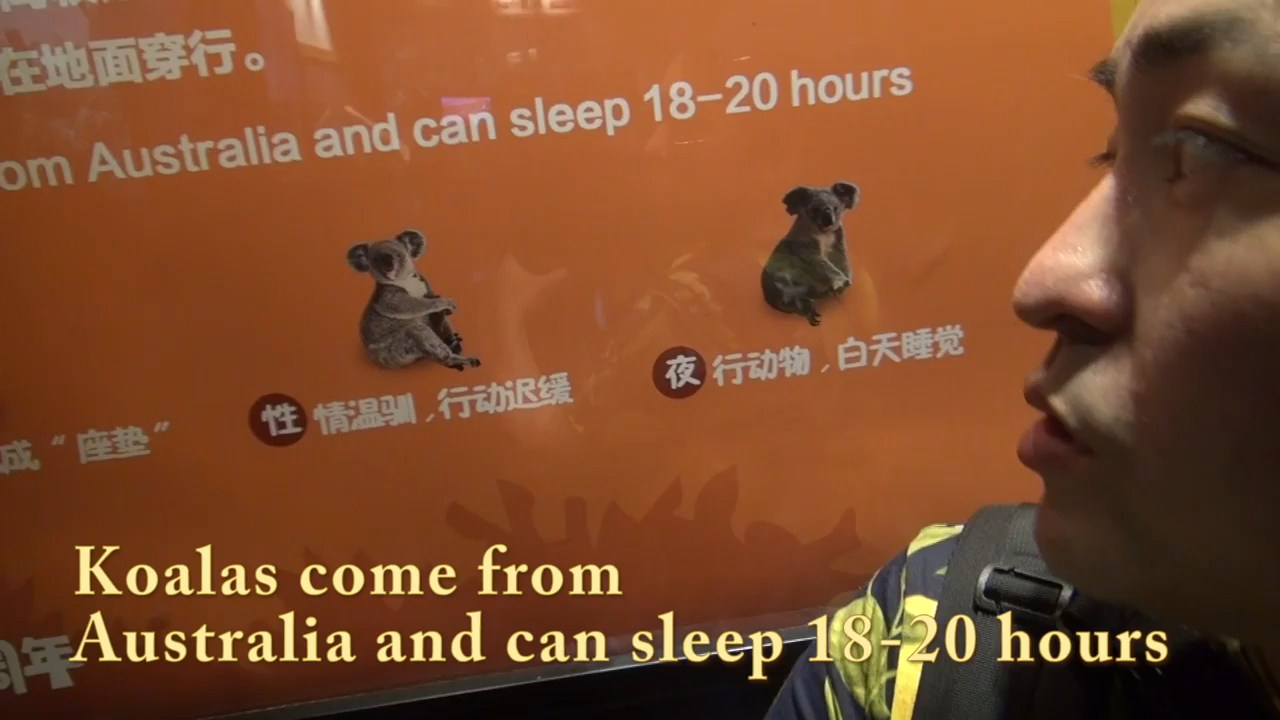 在地面穿行。
om Australia and can sleep 18-20 hours
成“座垫”
性情温驯,行动迟缓
夜行动物,白天睡觉
周年
Koalas come from
Australia and can sleep 18-20 hours